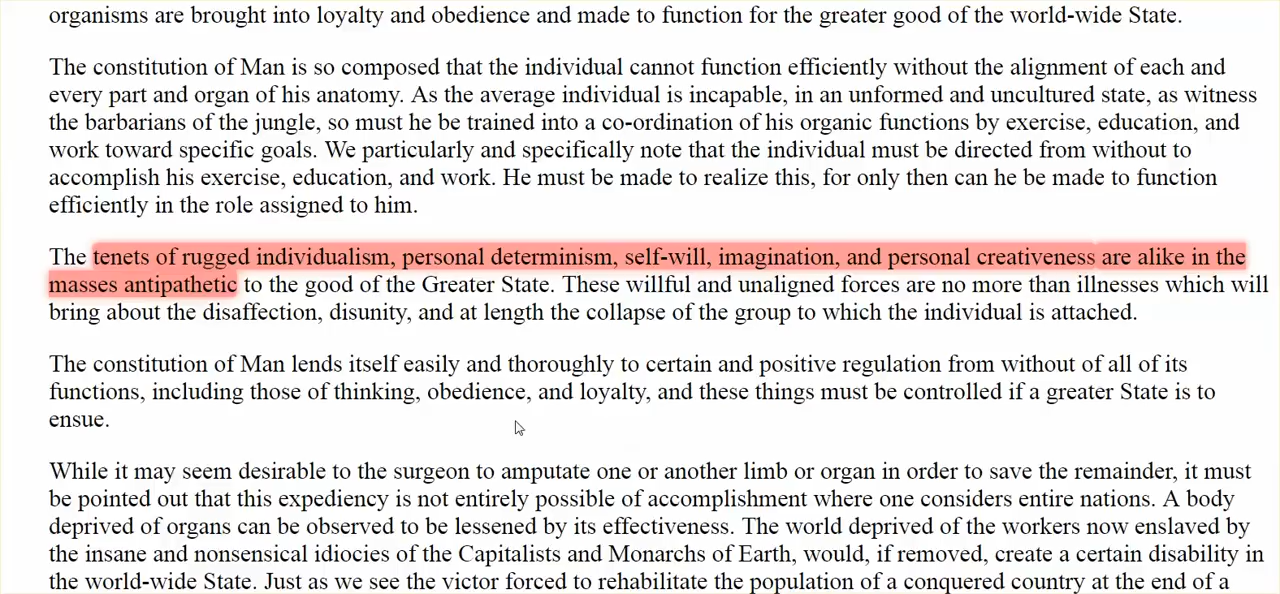 organisms are brought into loyalty and obedience and made to function for the greater good of the world-wide State.
The constitution of Man is so composed that the individual cannot function efficiently without the alignment of each and
every part and organ of his anatomy. As the average individual is incapable, in an unformed and uncultured state, as witness
the barbarians of the jungle, so must he be trained into a co-ordination of his organic functions by exercise, education, and
work toward specific goals. We particularly and specifically note that the individual must be directed from without to
accomplish his exercise, education, and work. He must be made to realize this, for only then can he be made to function
efficiently in the role assigned to him.
The tenets of rugged individualism, personal determinism, self-will, imagination, and personal creativeness are alike in the
masses antipathetic to the good of the Greater State. These willful and unaligned forces are no more than illnesses which will
bring about the disaffection, disunity, and at length the collapse of the group to which the individual is attached.
The constitution of Man lends itself easily and thoroughly to certain and positive regulation from without of all of its
functions, including those of thinking, obedience, and loyalty, and these things must be controlled if a greater State is to
ensue.
While it may seem desirable to the surgeon to amputate one or another limb or organ in order to save the remainder, it must
be pointed out that this expediency is not entirely possible of accomplishment where one considers entire nations. A body
deprived of organs can be observed to be lessened by its effectiveness. The world deprived of the workers now enslaved by
the insane and nonsensical idiocies of the Capitalists and Monarchs of Earth, would, if removed, create a certain disability in
the world-wide State. Just as we see the victor forced to rehabilitate the population of a conquered country at the end of a